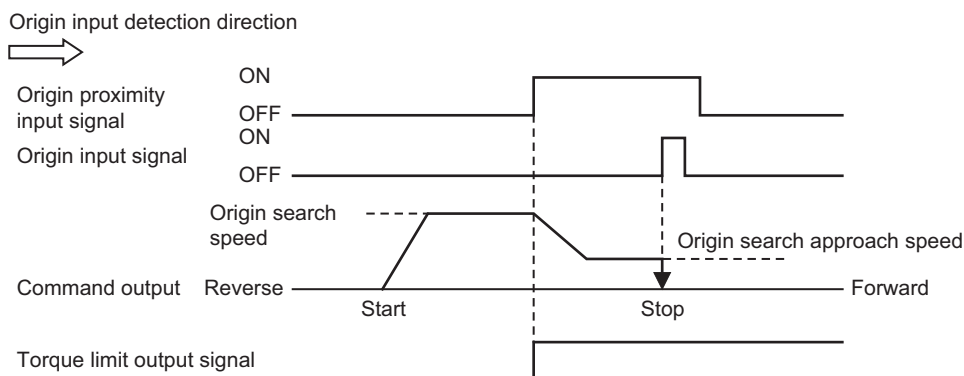 Origin input detection direction
ON
Origin proximity
input signal
OFF
ON
Origin input signal
OFF
Origin search
speed
Origin search approach speed
Command output
Reverse
Forward
Start
Stop
Torque limit output signal